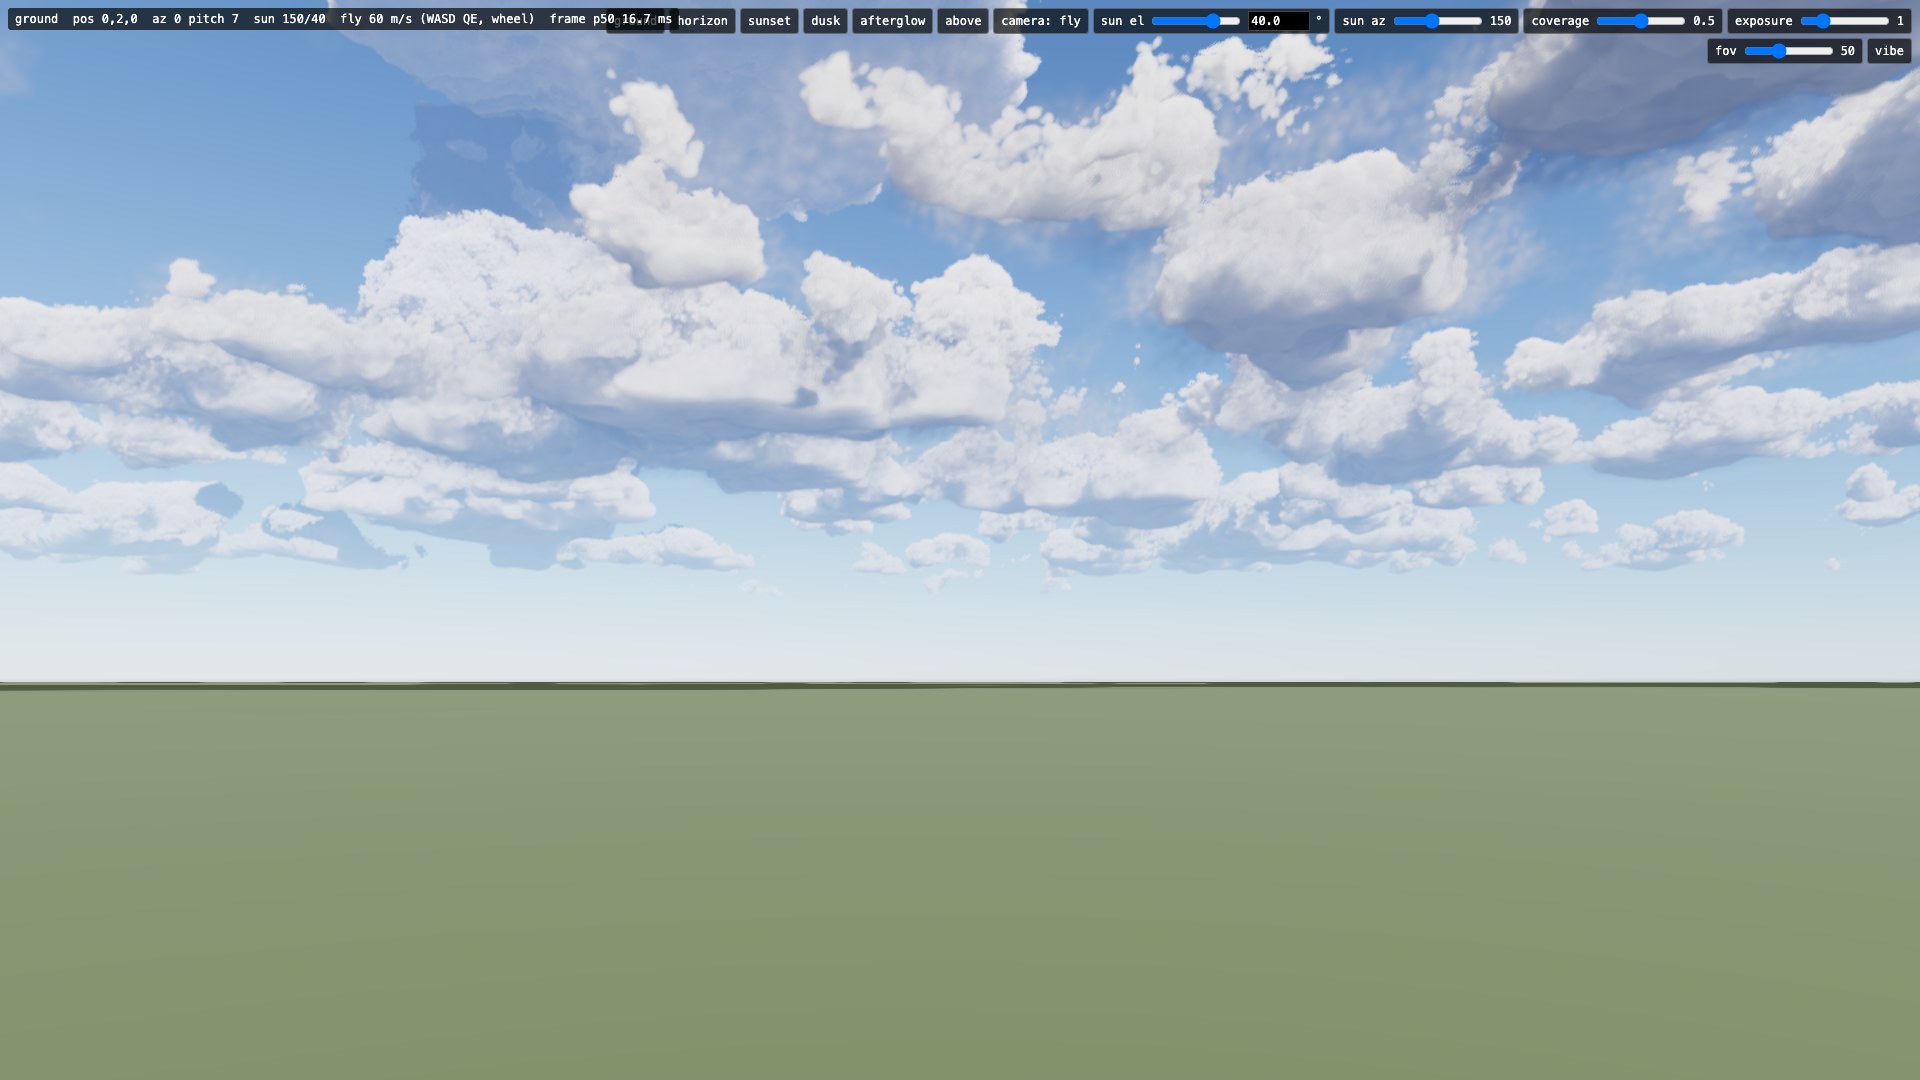 ground pos 0,2,0 az 0 pitch 7 sun 150/40 fly 60 m/s (WASD QE, wheel) frame p50 16.7 ms horizon sunset dusk afterglow above camera: fly sun el 40.0 ° sun az 150 coverage 0.5 exposure 1
fov 50 vibe